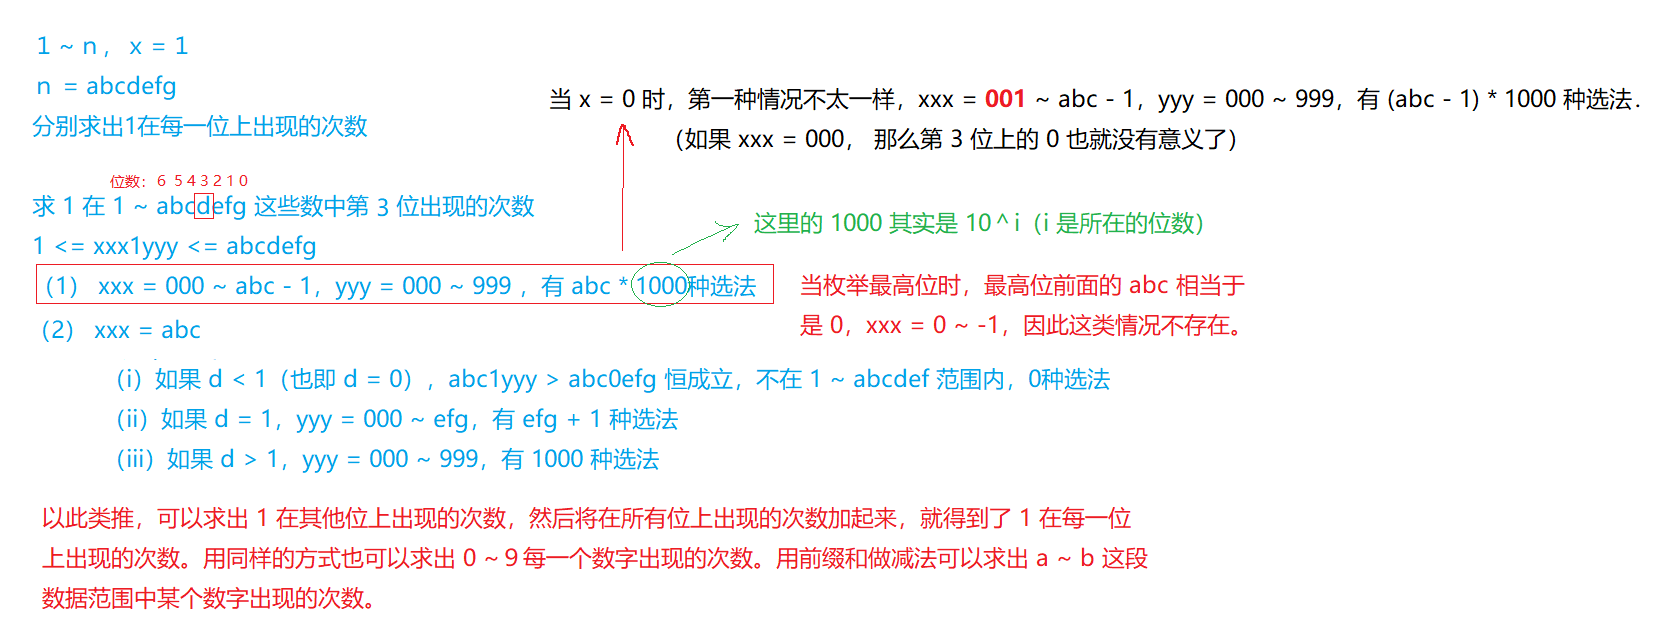 1 ~ n ,  x = 1
n = abcdefg
分别求出1在每一位上出现的次数
当 x = 0 时，第一种情况不太一样，xxx = 001 ~ abc - 1，yyy = 000 ~ 999，有 (abc - 1) * 1000 种选法.
（如果 xxx = 000， 那么第 3 位上的 0 也就没有意义了）
位数：6 5 4 3 2 1 0
求 1 在 1 ~ abcdefg 这些数中第 3 位出现的次数
这里的 1000 其实是 10 ^ i（i 是所在的位数）
1 <= xxx1yyy <= abcdefg
（1） xxx = 000 ~ abc - 1，yyy = 000 ~ 999 ，有 abc * 1000种选法
当枚举最高位时，最高位前面的 abc 相当于
是 0，xxx = 0 ~ -1，因此这类情况不存在。
（2） xxx = abc
（i）如果 d < 1（也即 d = 0），abc1yyy > abc0efg 恒成立，不在 1 ~ abcdef 范围内，0种选法
（ii）如果 d = 1，yyy = 000 ~ efg，有 efg + 1 种选法
（iii）如果 d > 1，yyy = 000 ~ 999，有 1000 种选法
以此类推，可以求出 1 在其他位上出现的次数，然后将在所有位上出现的次数加起来，就得到了 1 在每一位
上出现的次数。用同样的方式也可以求出 0 ~ 9 每一个数字出现的次数。用前缀和做减法可以求出 a ~ b 这段
数据范围中某个数字出现的次数。